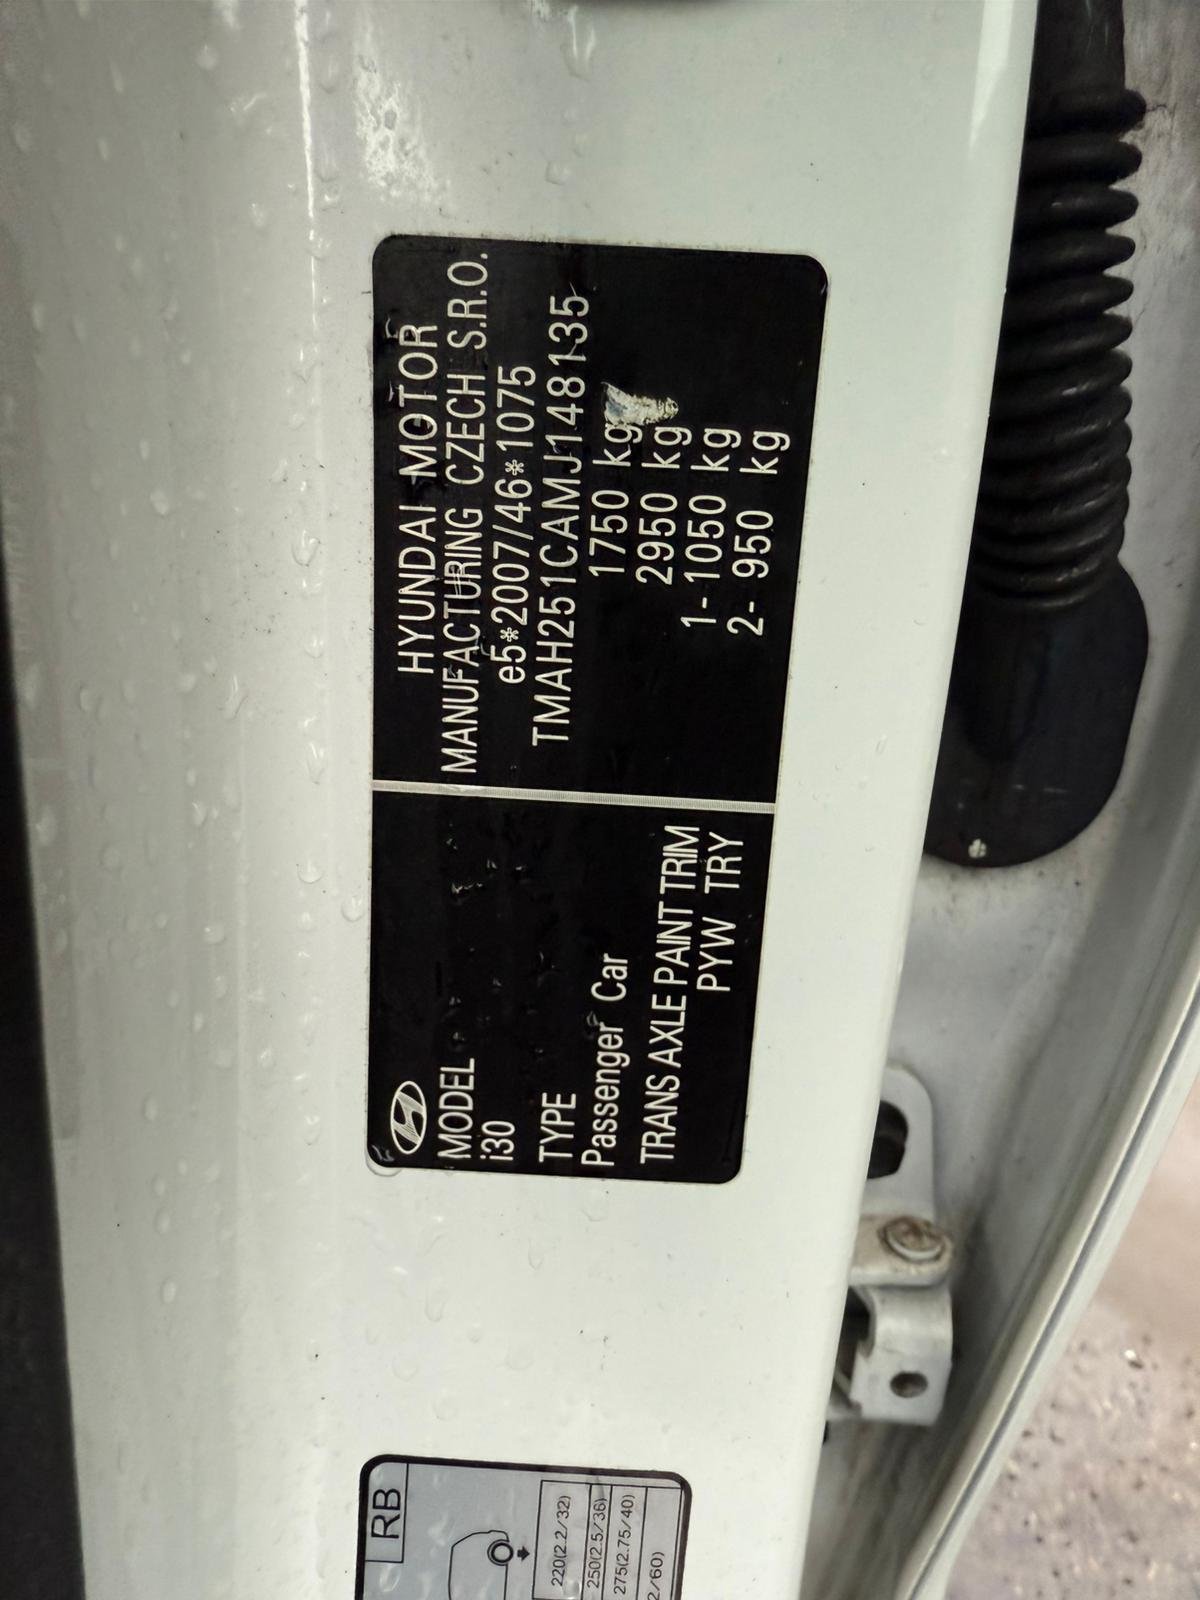 MODEL
i30
TYPE
Passenger Car
TRANS AXLE PAINT TRIM
PYW TRY
HYUNDAI MOTOR
MANUFACTURING CZECH S.R.O.
e5*2007/46*1075
TMAH251CAMJ148135
1750 kg
2950 kg
1- 1050 kg
2- 950 kg
RB
220(2.2/32)
250(2.5/36)
275(2.75/40)
2/60)